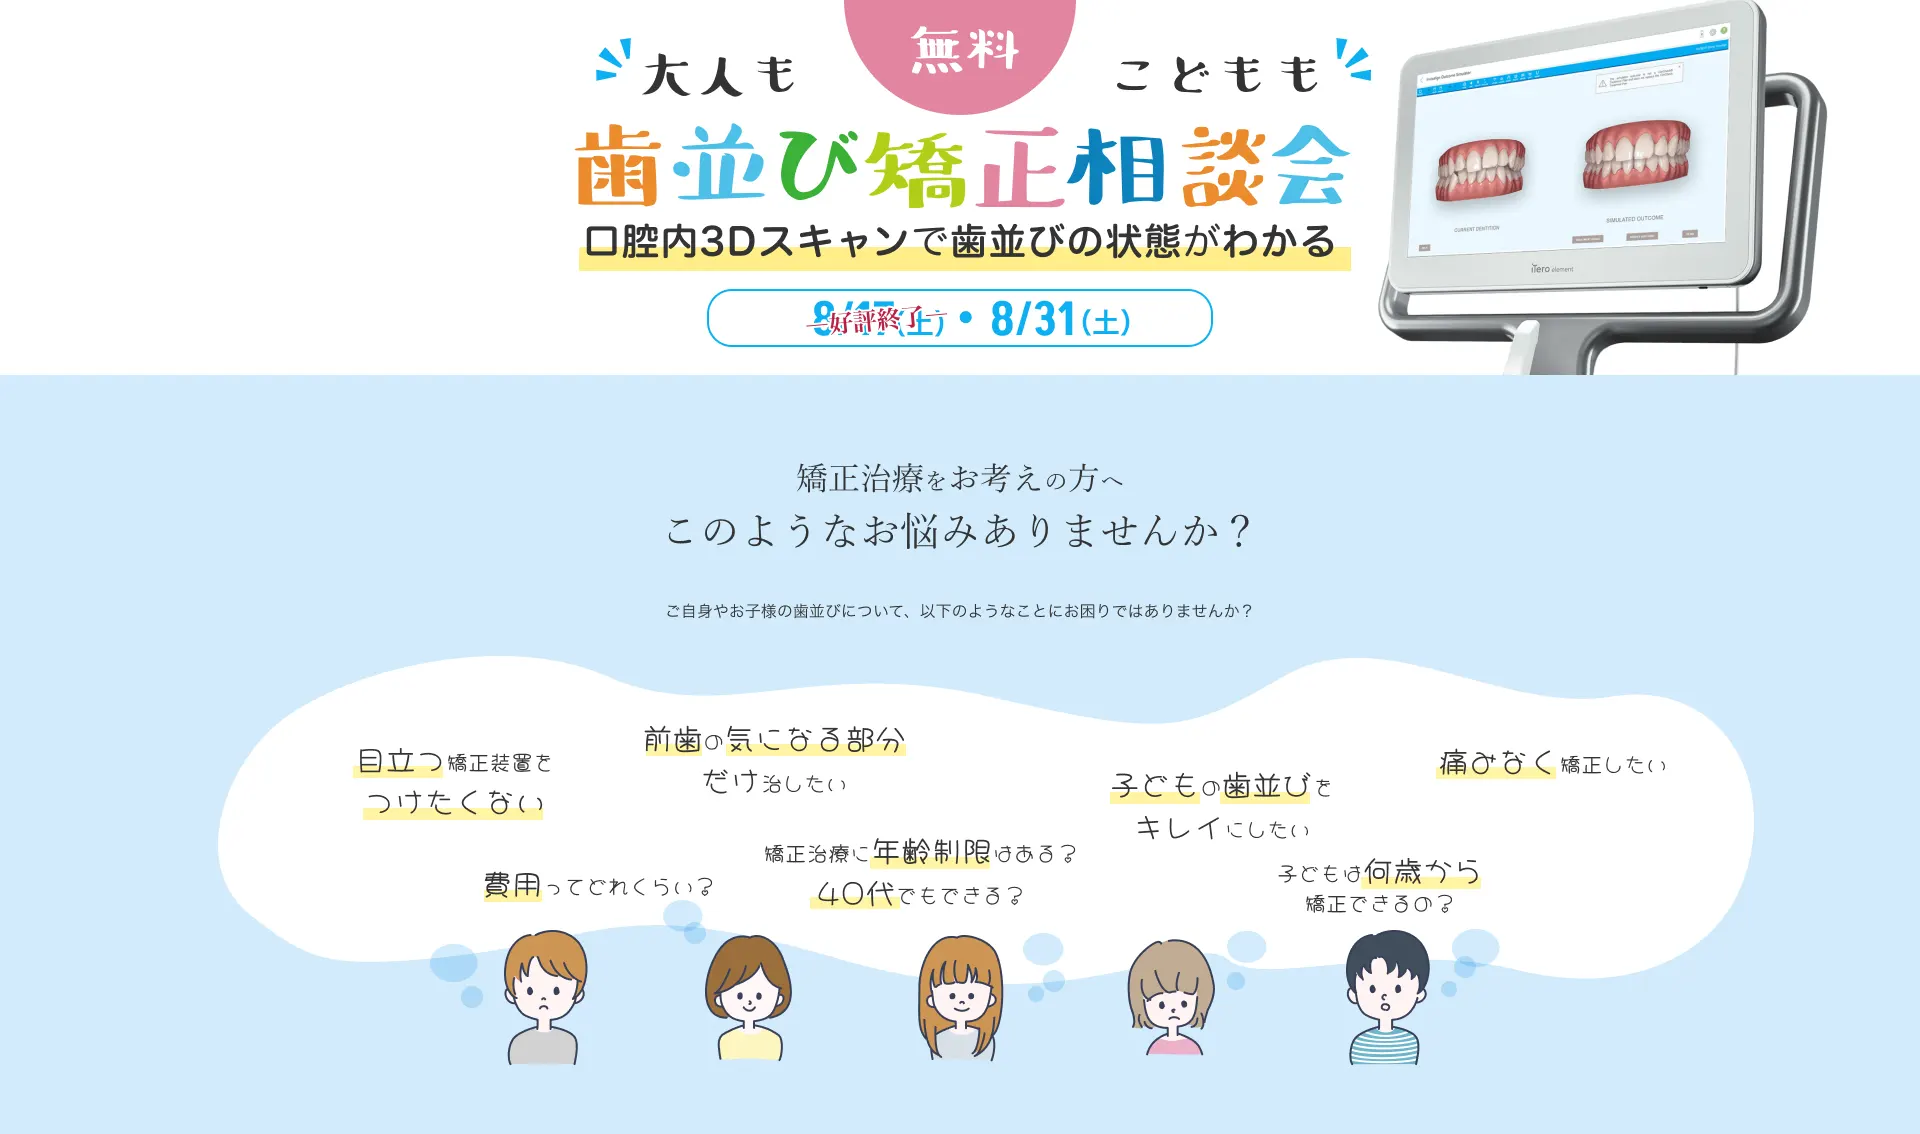 無料
大人も
こどもも
歯並び矯正相談会
口腔内3Dスキャンで歯並びの状態がわかる
8/17(土)・8/31(土)
好評終了
CURRENT DENTITION
SIMULATED OUTCOME
iTero element
矯正治療をお考えの方へ
このようなお悩みありませんか？
ご自身やお子様の歯並びについて、以下のようなことにお困りではありませんか？
目立つ矯正装置を
つけたくない
前歯の気になる部分
だけ治したい
子どもの歯並びを
キレイにしたい
痛みなく矯正したい
費用ってどれくらい？
矯正治療に年齢制限はある？
40代でもできる？
子どもは何歳から
矯正できるの？